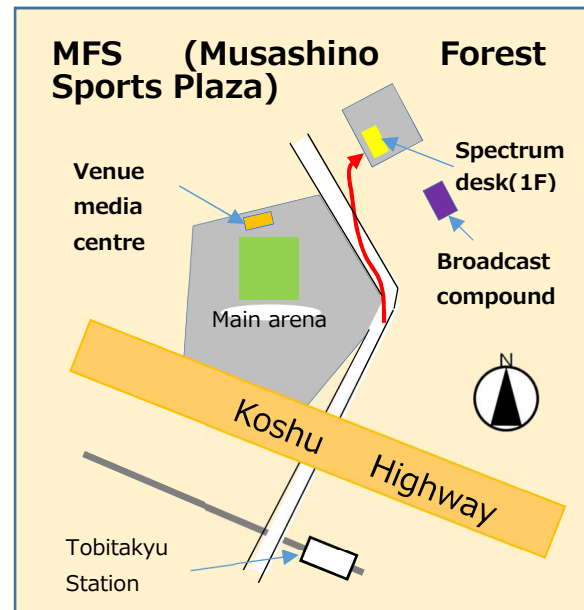 MFS (Musashino Forest
Sports Plaza)
Venue
media
centre
Spectrum
desk(1F)
Broadcast
compound
Main arena
N
Koshu Highway
Tobitakyu
Station